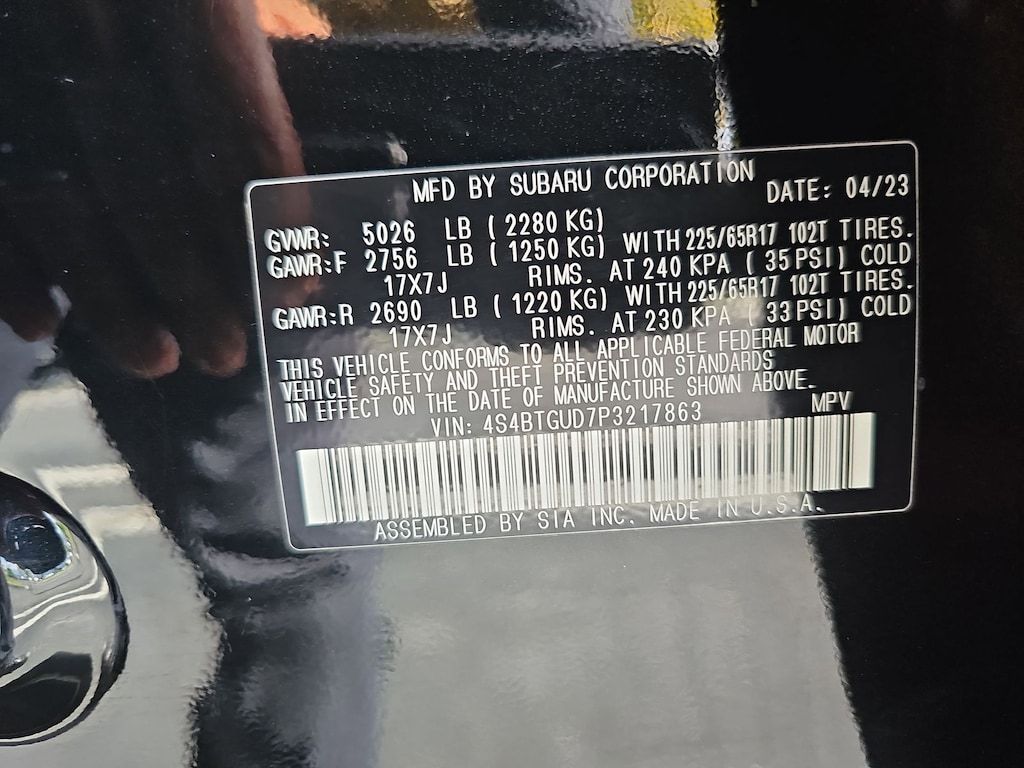 MFD BY SUBARU CORPORATION DATE: 04/23
GVWR: 5026 LB ( 2280 KG)
GAWR:F 2756 LB ( 1250 KG) WITH 225/65R17 102T TIRES.
17X7J RIMS. AT 240 KPA ( 35 PSI) COLD
GAWR:R 2690 LB ( 1220 KG) WITH 225/65R17 102T TIRES.
17X7J RIMS. AT 230 KPA ( 33 PSI) COLD
THIS VEHICLE CONFORMS TO ALL APPLICABLE FEDERAL MOTOR
VEHICLE SAFETY AND THEFT PREVENTION STANDARDS
IN EFFECT ON THE DATE OF MANUFACTURE SHOWN ABOVE.
VIN: 4S4BTGUD7P3217863 MPV
ASSEMBLED BY SIA INC. MADE IN U.S.A.